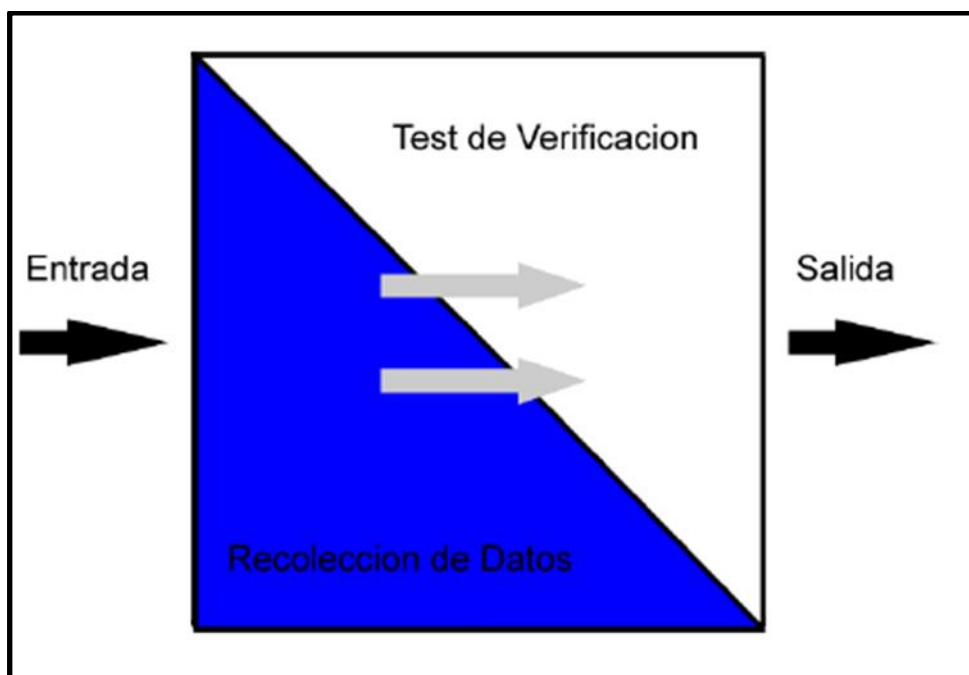 Test de Verificacion
Entrada
Salida
Recoleccion de Datos